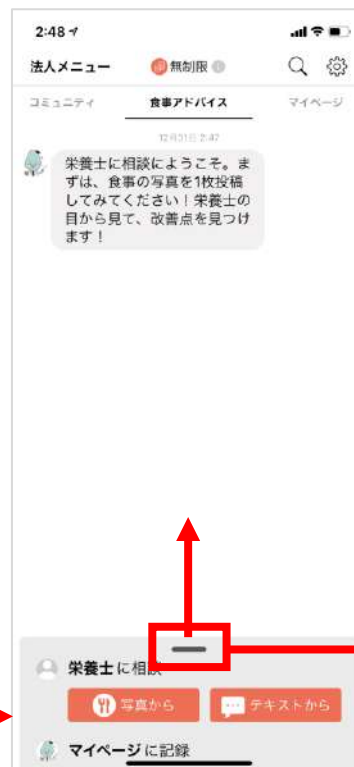 2:48
法人メニュー
無制限
コミュニティ
食事アドバイス
マイページ
12月31日 2:47
栄養士に相談にようこそ。ま
ずは、食事の写真を1枚投稿
してみてください！栄養士の
目から見て、改善点を見つけ
ます！
栄養士に相談
写真から
テキストから
マイページに記録